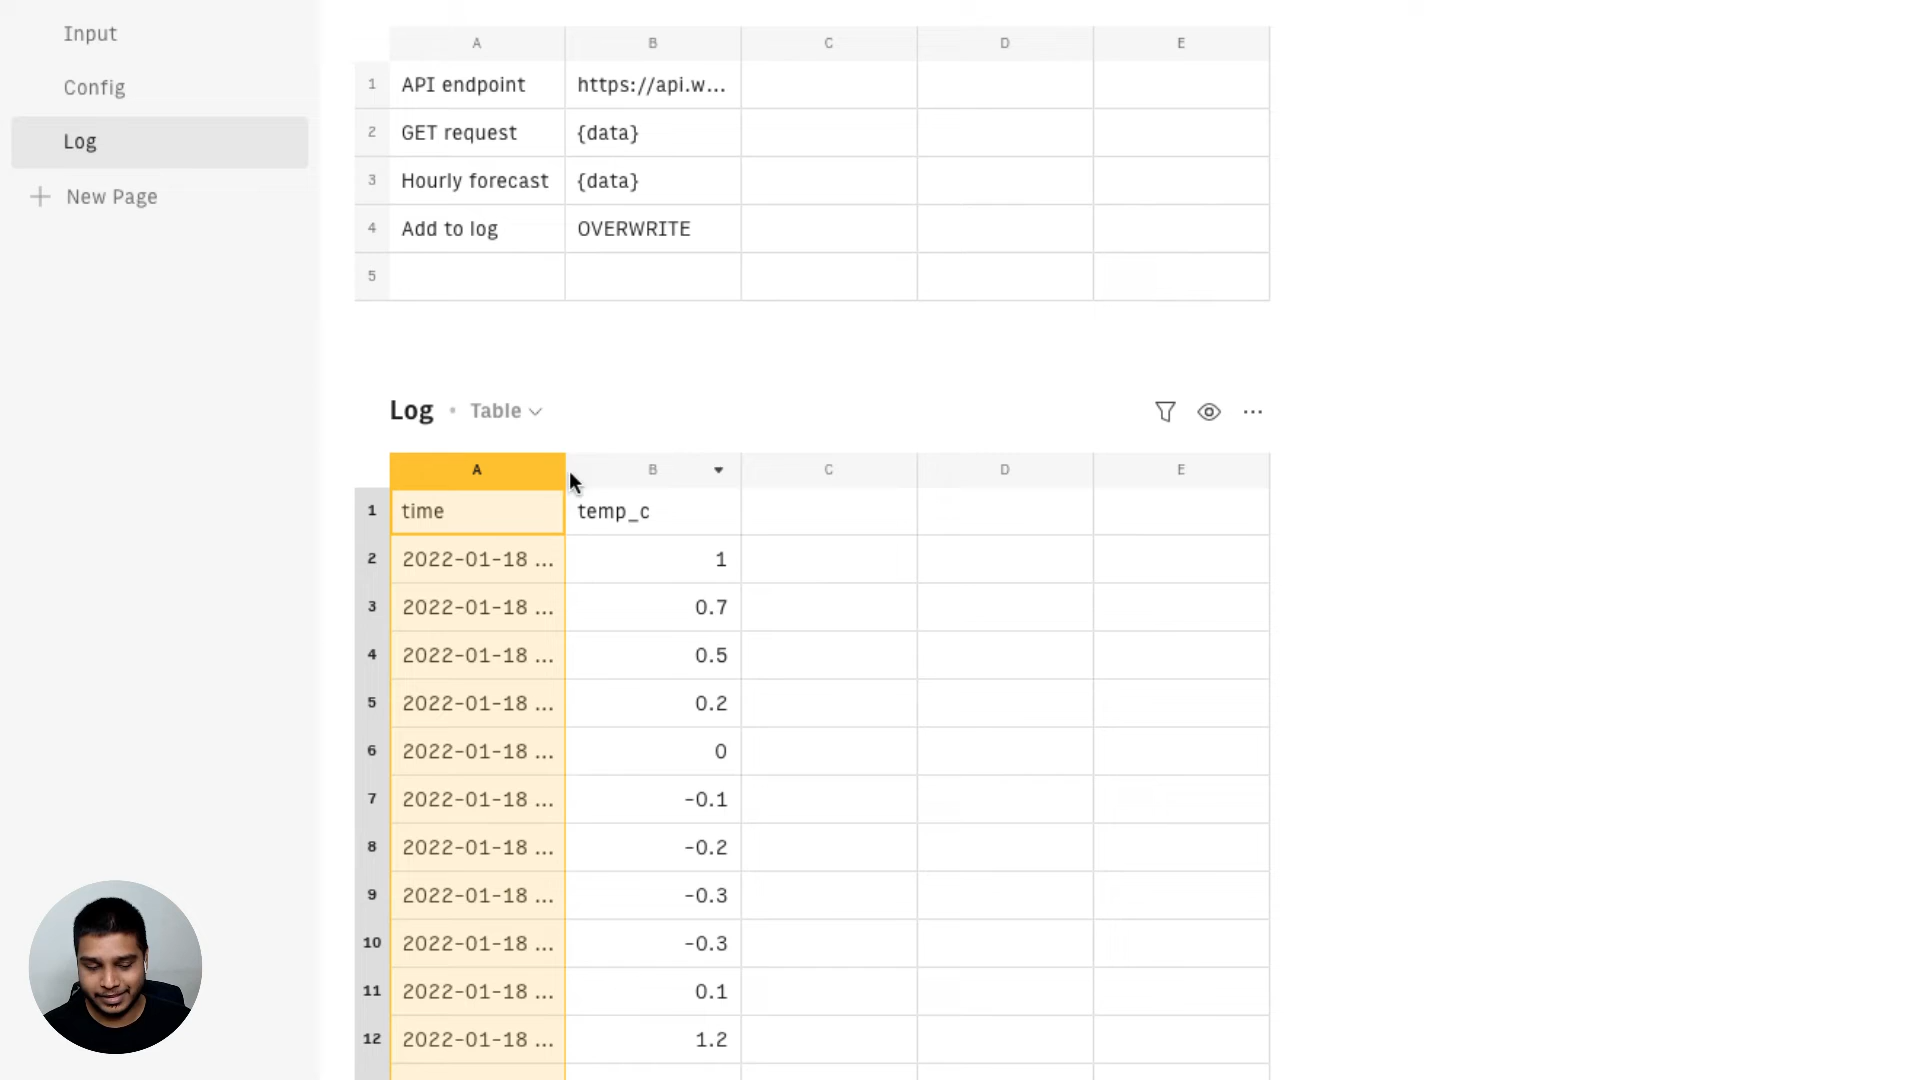 Input
Config
Log
New Page
A B C D E
1 API endpoint https://api.w...
2 GET request {data}
3 Hourly forecast {data}
4 Add to log OVERWRITE
5
Log • Table
A B C D E
1 time temp_c
2 2022-01-18 ... 1
3 2022-01-18 ... 0.7
4 2022-01-18 ... 0.5
5 2022-01-18 ... 0.2
6 2022-01-18 ... 0
7 2022-01-18 ... -0.1
8 2022-01-18 ... -0.2
9 2022-01-18 ... -0.3
10 2022-01-18 ... -0.3
11 2022-01-18 ... 0.1
12 2022-01-18 ... 1.2